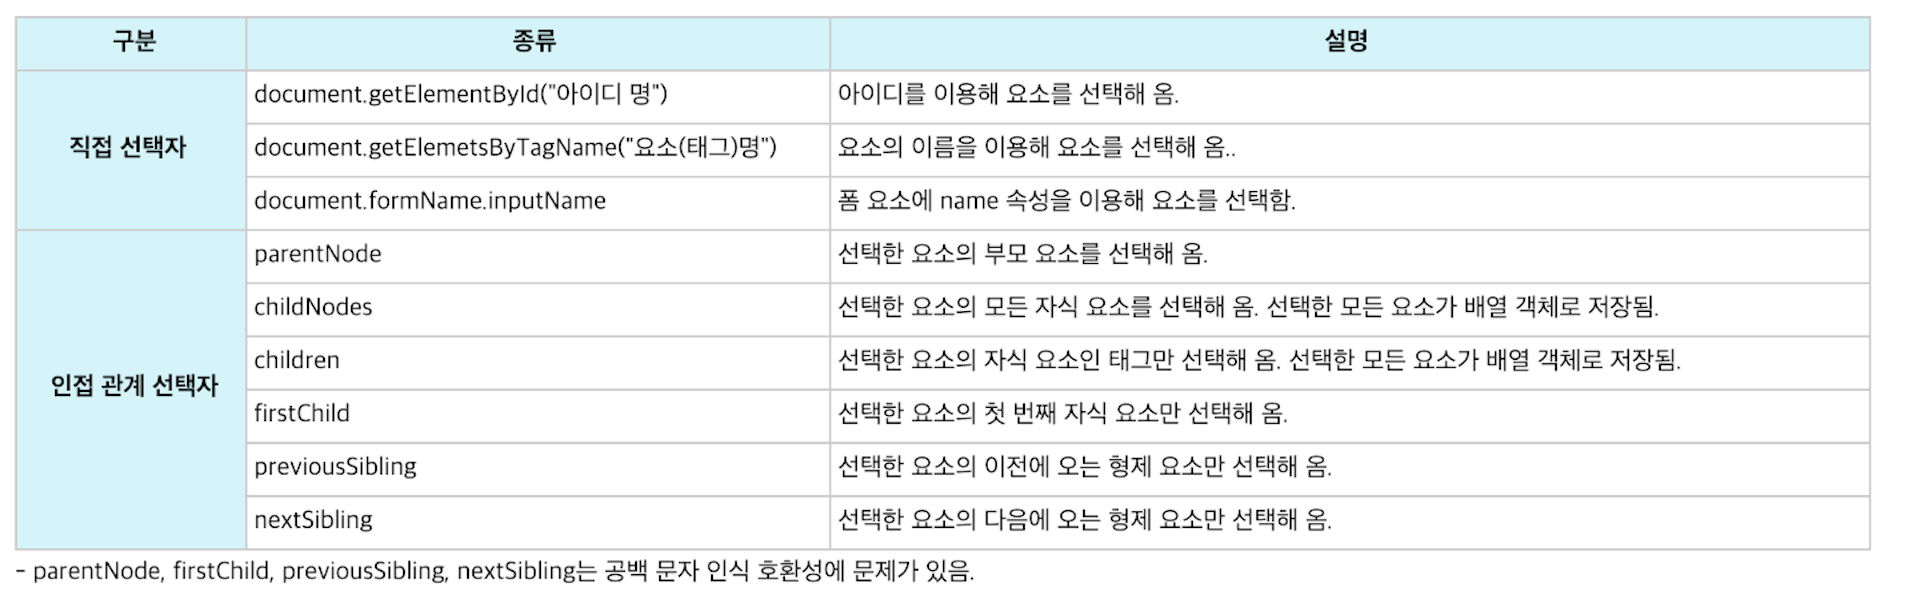 구분 종류 설명
직접 선택자
document.getElementById("아이디 명") 아이디를 이용해 요소를 선택해 옴.
document.getElemetsByTagName("요소(태그)명") 요소의 이름을 이용해 요소를 선택해 옴..
document.formName.inputName 폼 요소에 name 속성을 이용해 요소를 선택함.
인접 관계 선택자
parentNode 선택한 요소의 부모 요소를 선택해 옴.
childNodes 선택한 요소의 모든 자식 요소를 선택해 옴. 선택한 모든 요소가 배열 객체로 저장됨.
children 선택한 요소의 자식 요소인 태그만 선택해 옴. 선택한 모든 요소가 배열 객체로 저장됨.
firstChild 선택한 요소의 첫 번째 자식 요소만 선택해 옴.
previousSibling 선택한 요소의 이전에 오는 형제 요소만 선택해 옴.
nextSibling 선택한 요소의 다음에 오는 형제 요소만 선택해 옴.
- parentNode, firstChild, previousSibling, nextSibling는 공백 문자 인식 호환성에 문제가 있음.